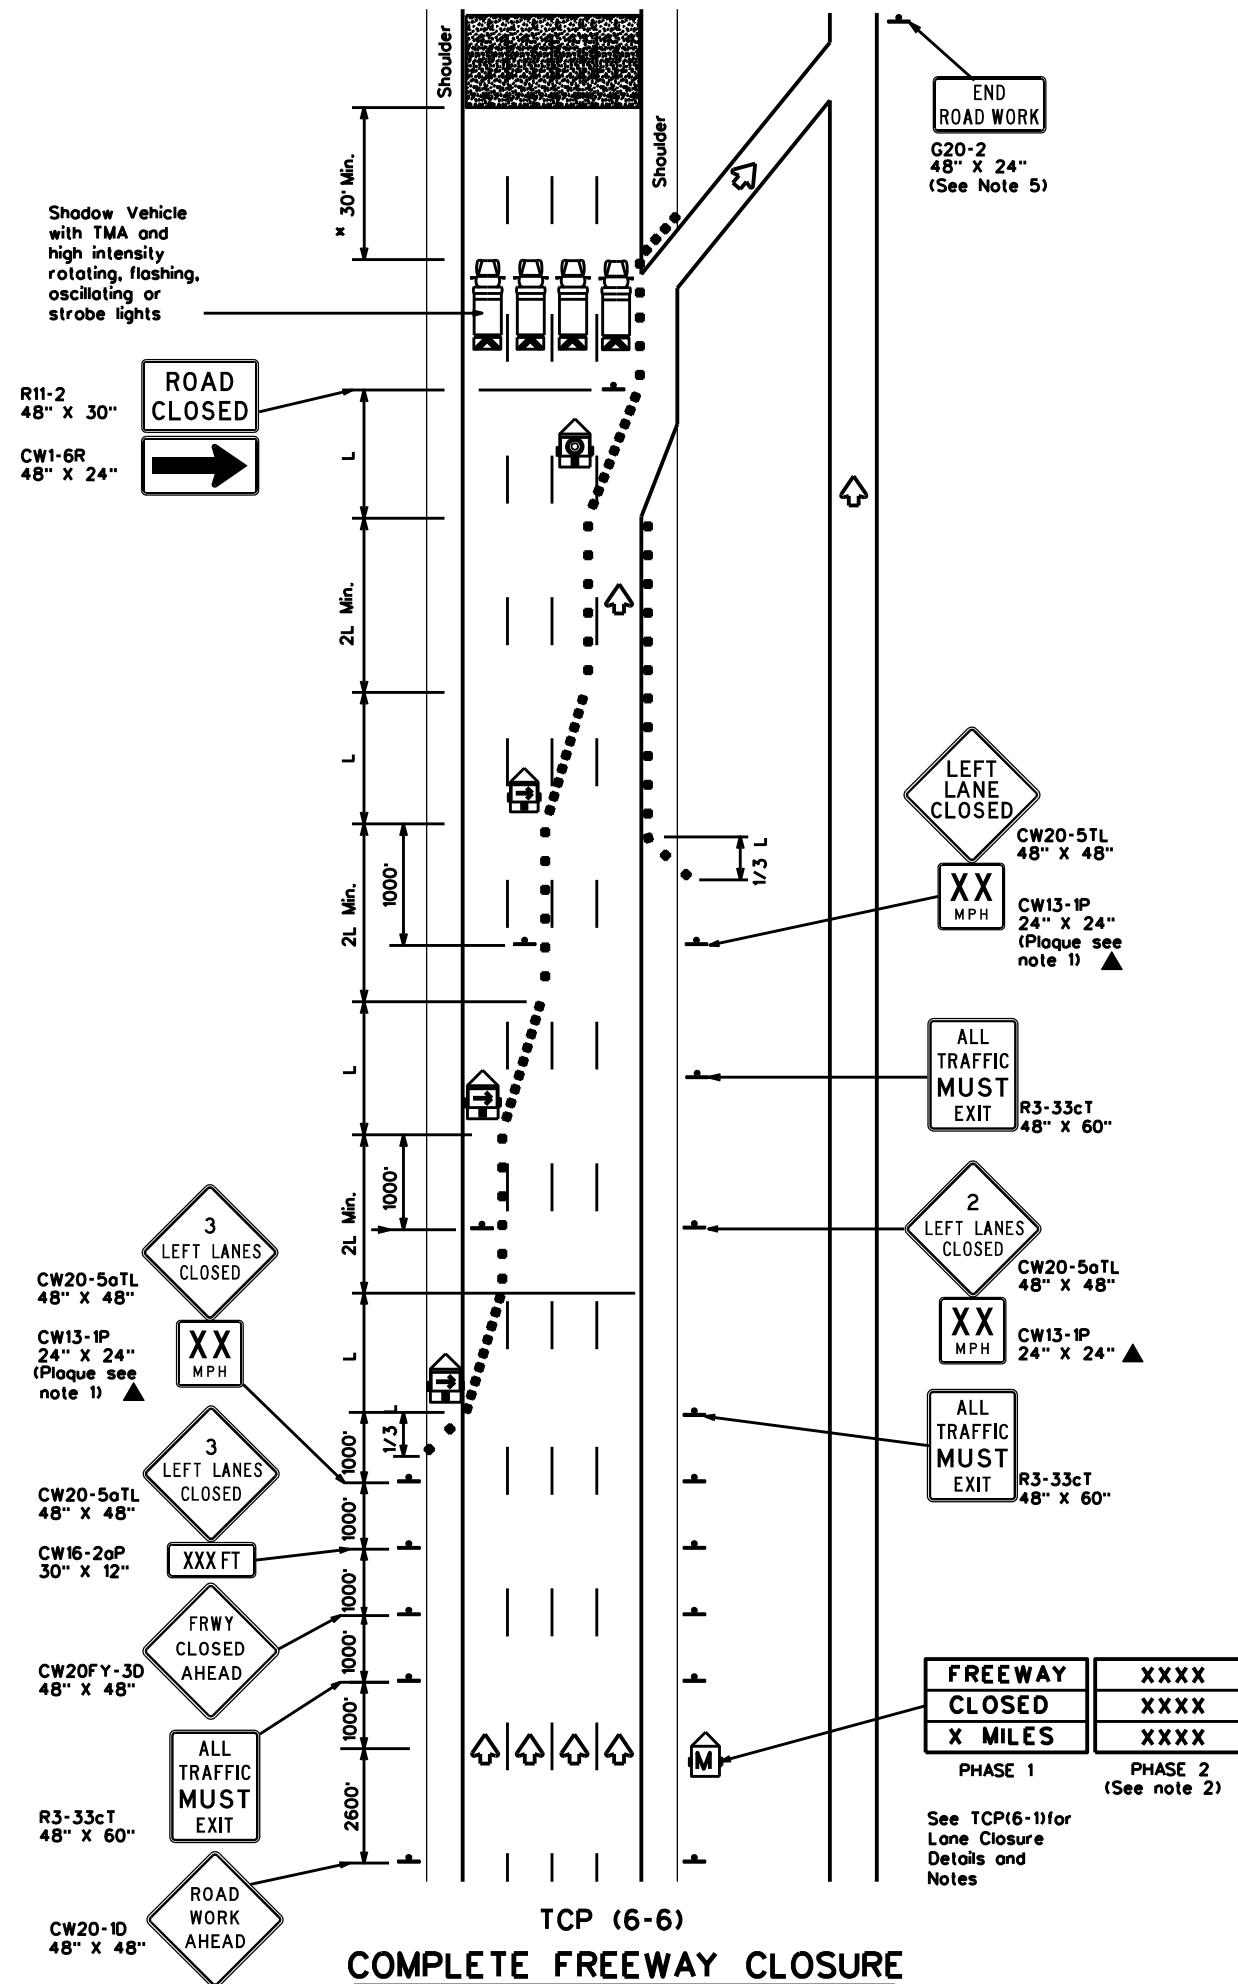 Shoulder
Shoulder
END
ROAD WORK
G20-2
48" X 24"
(See Note 5)
× 30' Min.
Shadow Vehicle
with TMA and
high intensity
rotating, flashing,
oscillating or
strobe lights
R11-2
48" X 30"
ROAD
CLOSED
CW1-6R
48" X 24"
L
2L Min.
L
1000'
2L Min.
LEFT
LANE
CLOSED
CW20-5TL
48" X 48"
XX
MPH
CW13-1P
24" X 24"
(Plaque see
note 1)
1/3 L
L
ALL
TRAFFIC
MUST
EXIT
R3-33cT
48" X 60"
1000'
2L Min.
2
LEFT LANES
CLOSED
CW20-5aTL
48" X 48"
XX
MPH
CW13-1P
24" X 24"
3
LEFT LANES
CLOSED
CW20-5aTL
48" X 48"
XX
MPH
CW13-1P
24" X 24"
(Plaque see
note 1)
L
1/3 L
ALL
TRAFFIC
MUST
EXIT
R3-33cT
48" X 60"
3
LEFT LANES
CLOSED
CW20-5aTL
48" X 48"
CW16-2aP
30" X 12"
XXX FT
1000'
1000'
1000'
1000'
1000'
2600'
FRWY
CLOSED
AHEAD
CW20FY-3D
48" X 48"
ALL
TRAFFIC
MUST
EXIT
R3-33cT
48" X 60"
M
FREEWAY
CLOSED
X MILES
PHASE 1
XXXX
XXXX
XXXX
PHASE 2
(See note 2)
See TCP(6-1)for
Lane Closure
Details and
Notes
ROAD
WORK
AHEAD
CW20-1D
48" X 48"
TCP (6-6)
COMPLETE FREEWAY CLOSURE